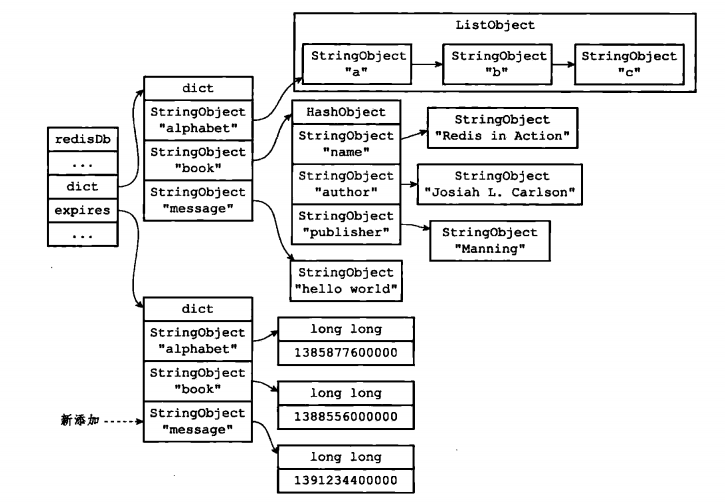 ListObject
StringObject
"a"
StringObject
"b"
StringObject
"c"
redisDb
...
dict
expires
...
dict
StringObject
"alphabet"
StringObject
"book"
StringObject
"message"
HashObject
StringObject
"name"
StringObject
"author"
StringObject
"publisher"
StringObject
"Redis in Action"
StringObject
"Josiah L. Carlson"
StringObject
"Manning"
StringObject
"hello world"
dict
StringObject
"alphabet"
StringObject
"book"
新添加
StringObject
"message"
long long
1385877600000
long long
1388556000000
long long
1391234400000